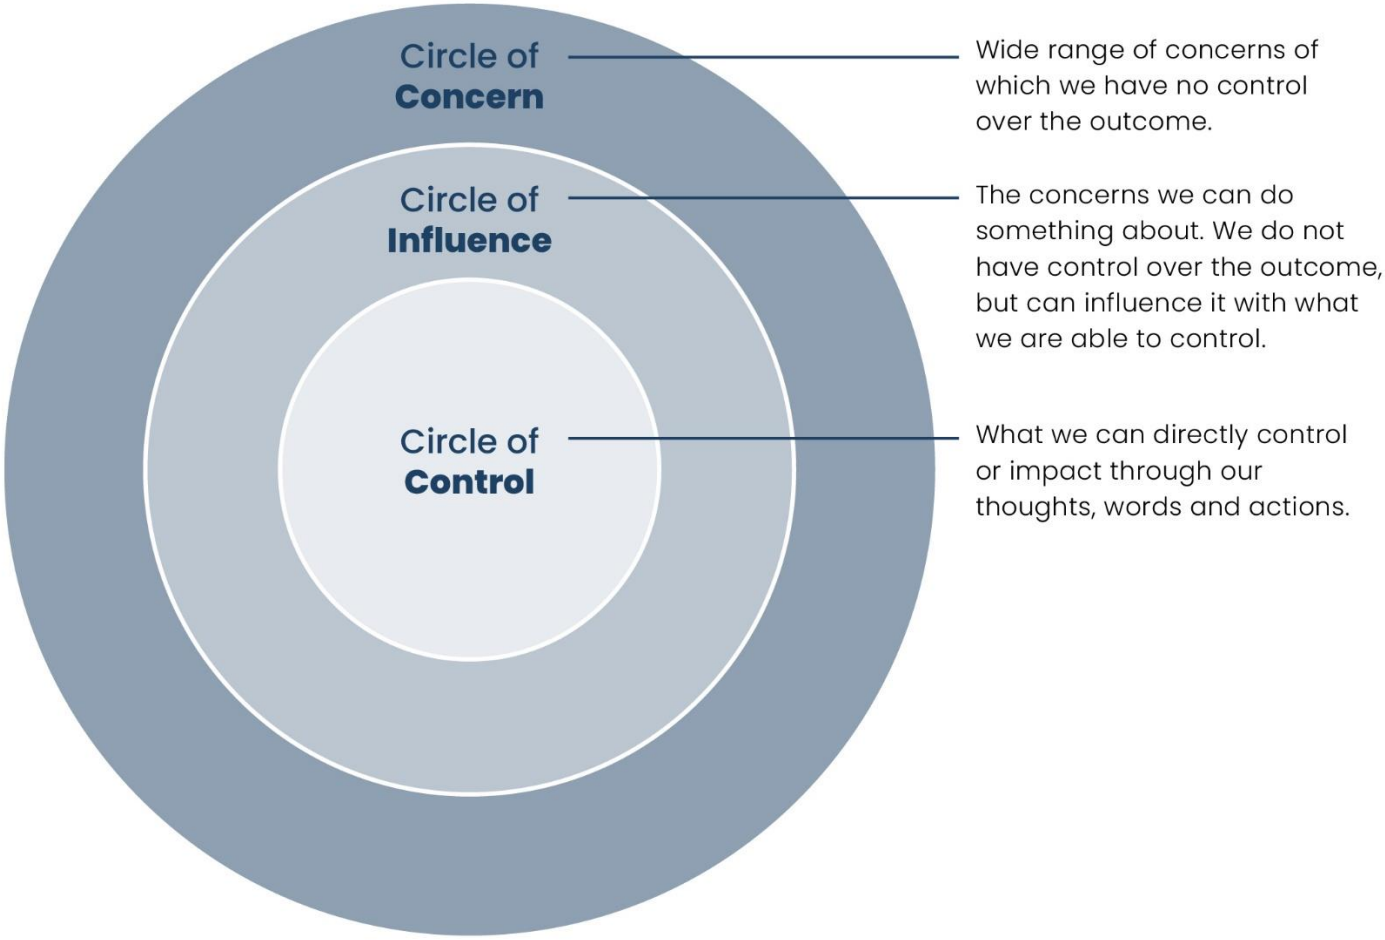 Circle of
Concern
Wide range of concerns of
which we have no control
over the outcome.
Circle of
Influence
The concerns we can do
something about. We do not
have control over the outcome,
but can influence it with what
we are able to control.
Circle of
Control
What we can directly control
or impact through our
thoughts, words and actions.